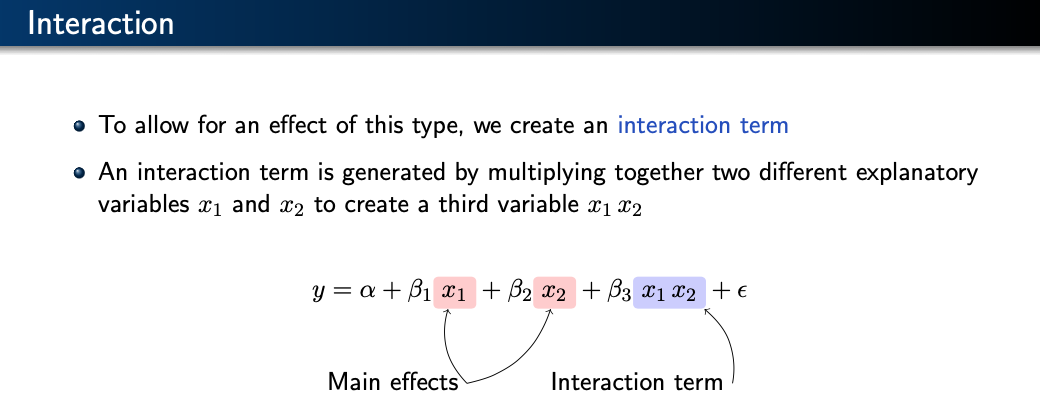 Interaction
To allow for an effect of this type, we create an interaction term
An interaction term is generated by multiplying together two different explanatory
variables x₁ and x₂ to create a third variable x₁ x₂
y = α + β₁ x₁ + β₂ x₂ + β₃ x₁ x₂ + ϵ
Main effects Interaction term